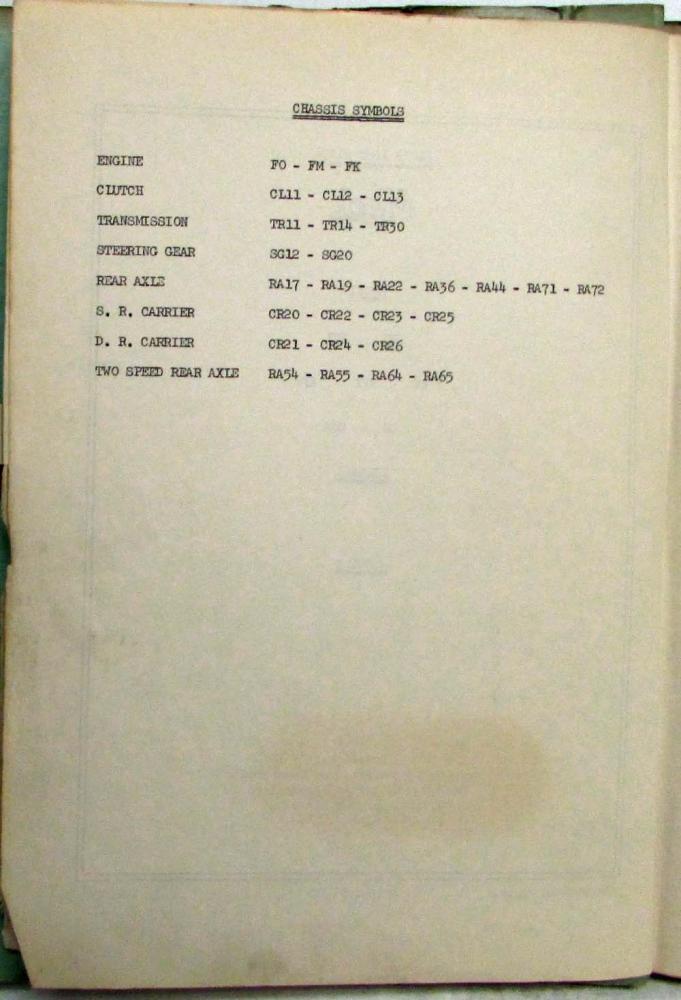 CHASSIS SYMBOLS
ENGINE FO - FM - FK
CLUTCH CL11 - CL12 - CL13
TRANSMISSION TR11 - TR14 - TR30
STEERING GEAR SG12 - SG20
REAR AXLE RA17 - RA19 - RA22 - RA36 - RA44 - RA71 - RA72
S. R. CARRIER CR20 - CR22 - CR23 - CR25
D. R. CARRIER CR21 - CR24 - CR26
TWO SPEED REAR AXLE RA54 - RA55 - RA64 - RA65